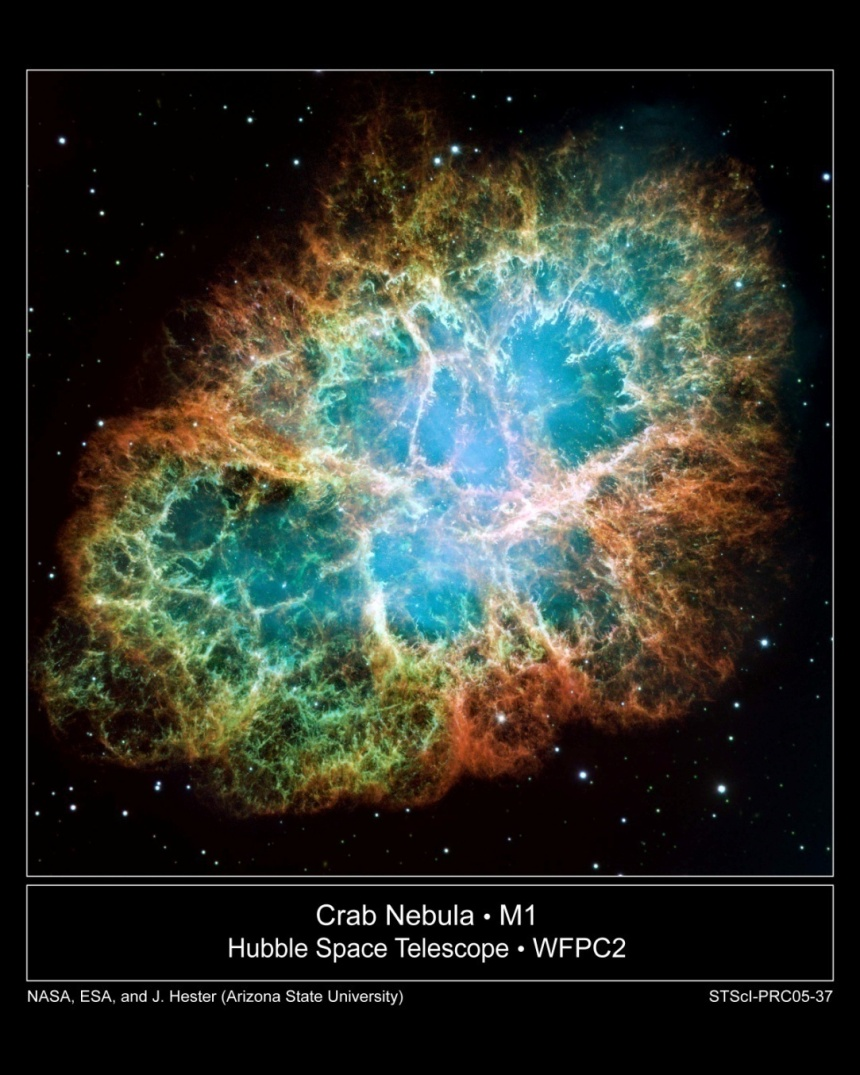 Crab Nebula • M1
Hubble Space Telescope • WFPC2
NASA, ESA, and J. Hester (Arizona State University)
STScI-PRC05-37